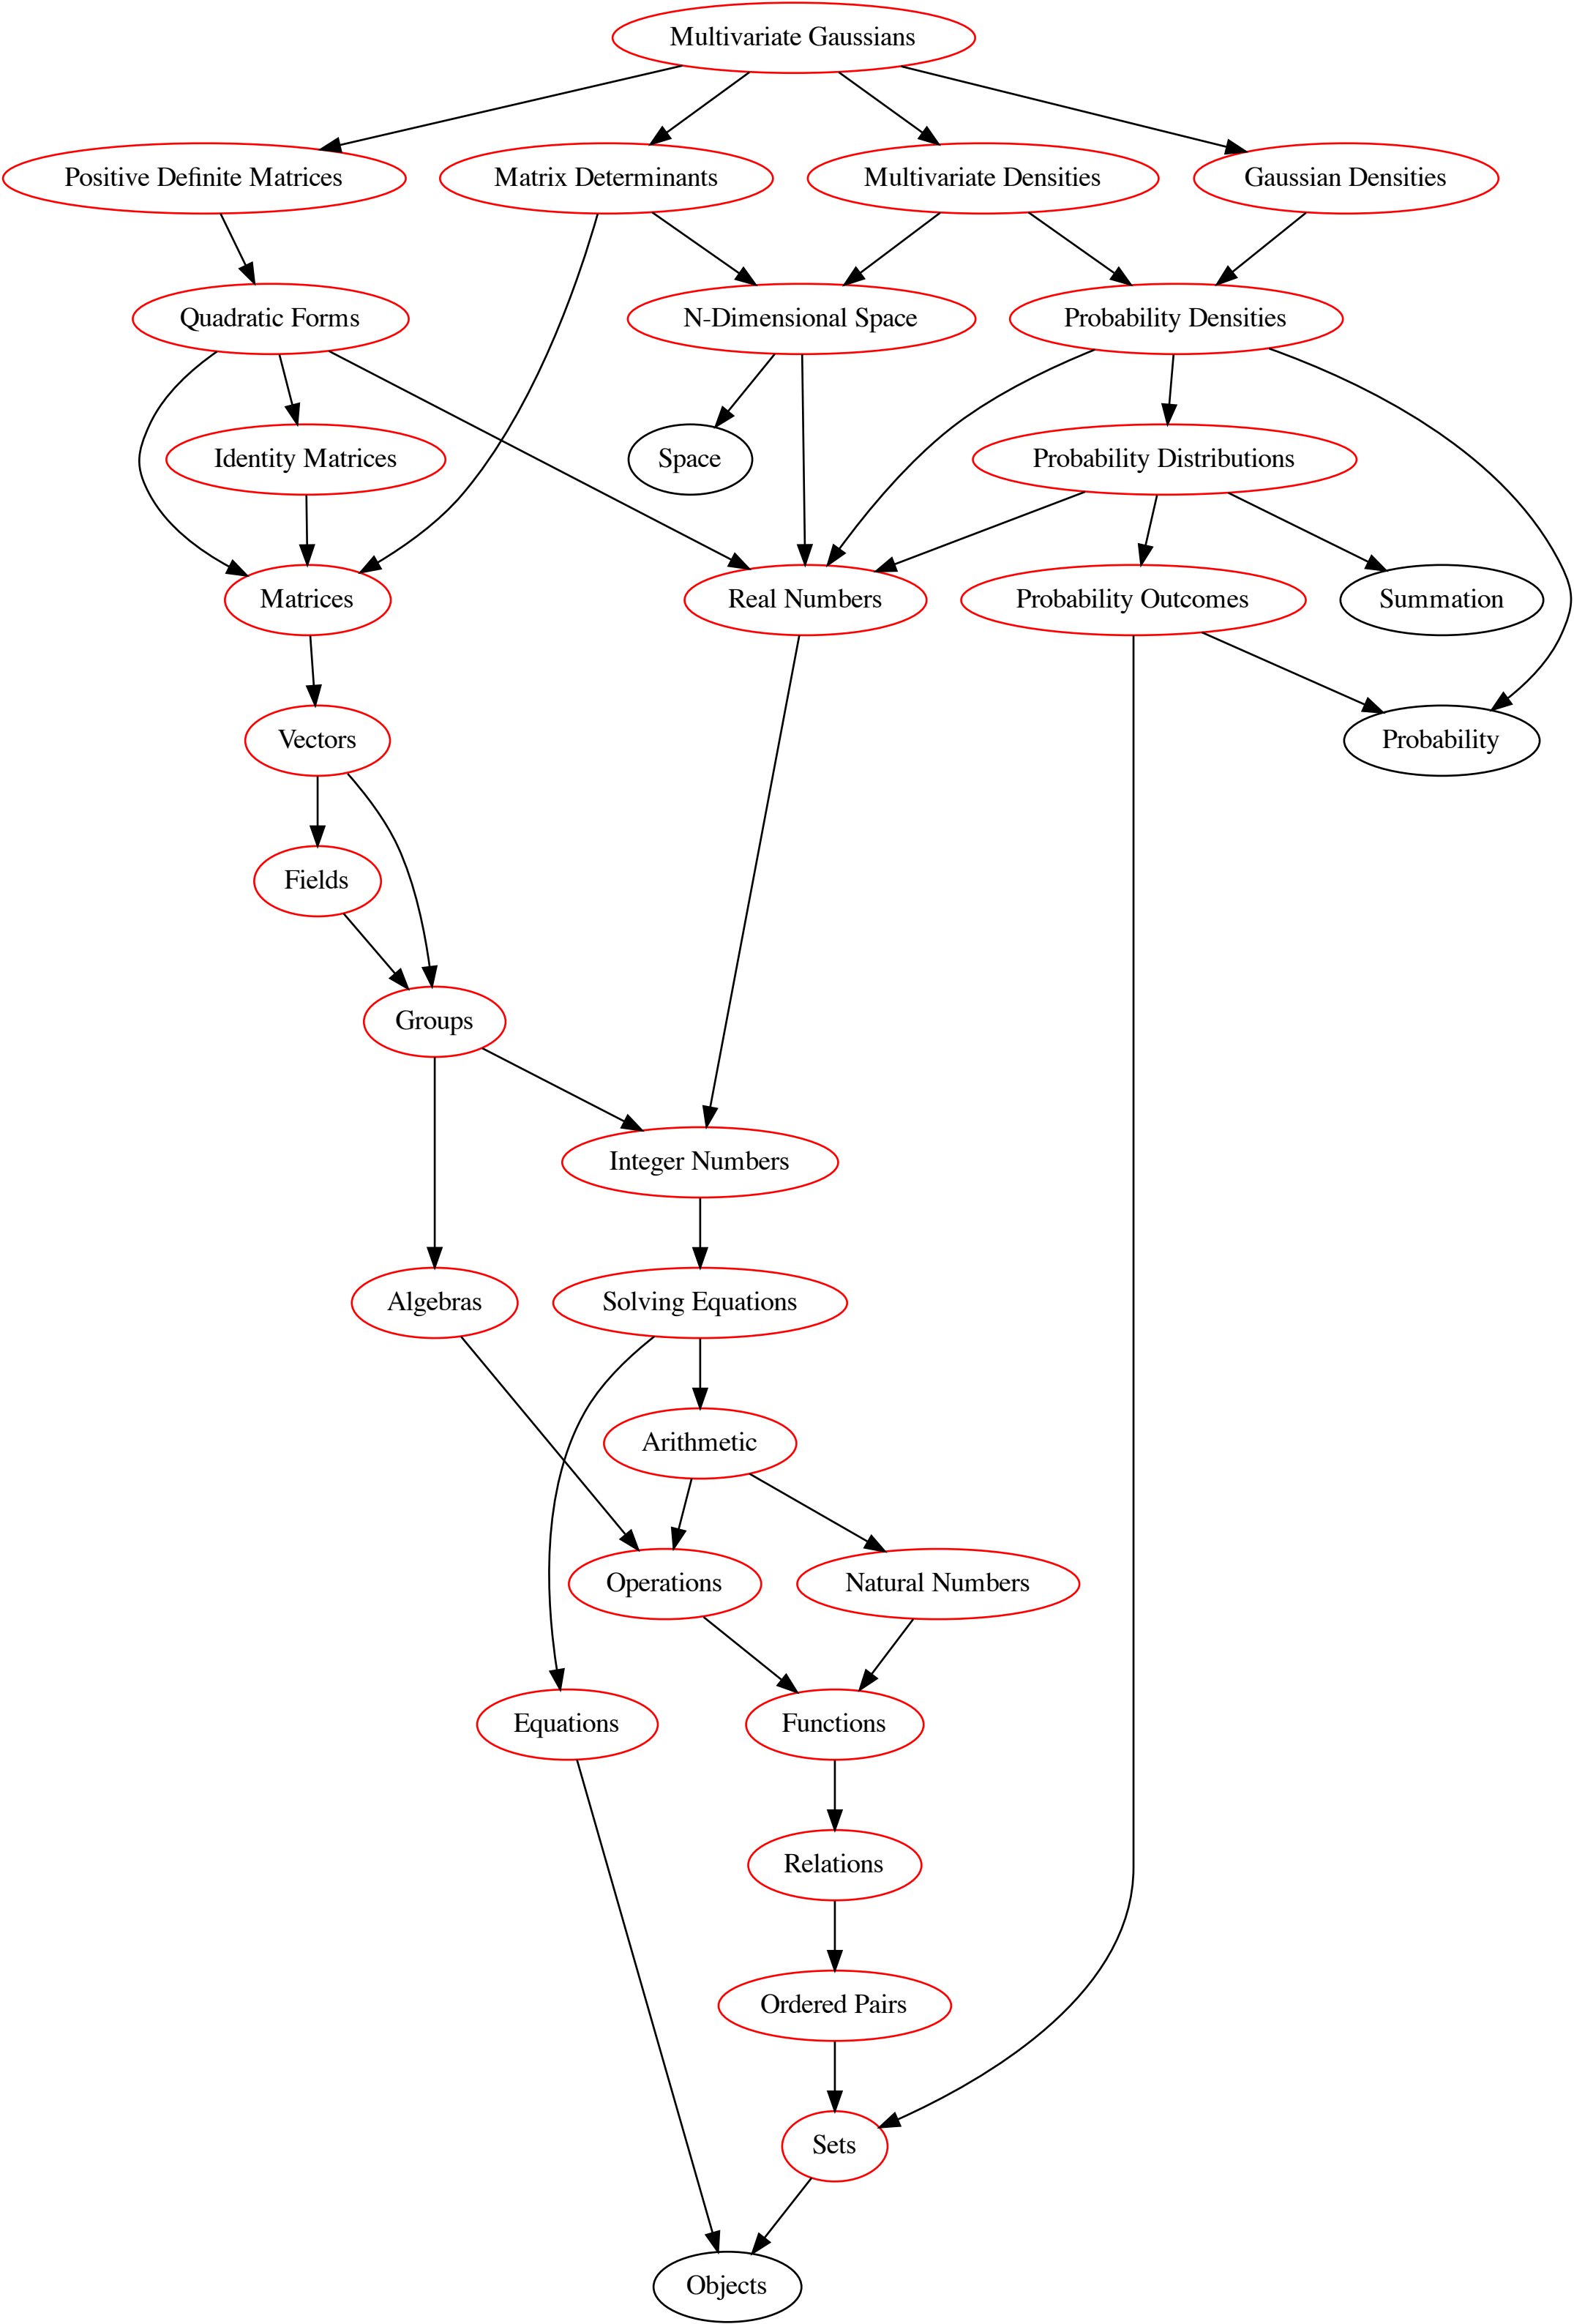 Multivariate Gaussians
Positive Definite Matrices
Matrix Determinants
Multivariate Densities
Gaussian Densities
Quadratic Forms
N-Dimensional Space
Probability Densities
Identity Matrices
Space
Probability Distributions
Matrices
Real Numbers
Probability Outcomes
Summation
Vectors
Probability
Fields
Groups
Integer Numbers
Algebras
Solving Equations
Arithmetic
Operations
Natural Numbers
Equations
Functions
Relations
Ordered Pairs
Sets
Objects